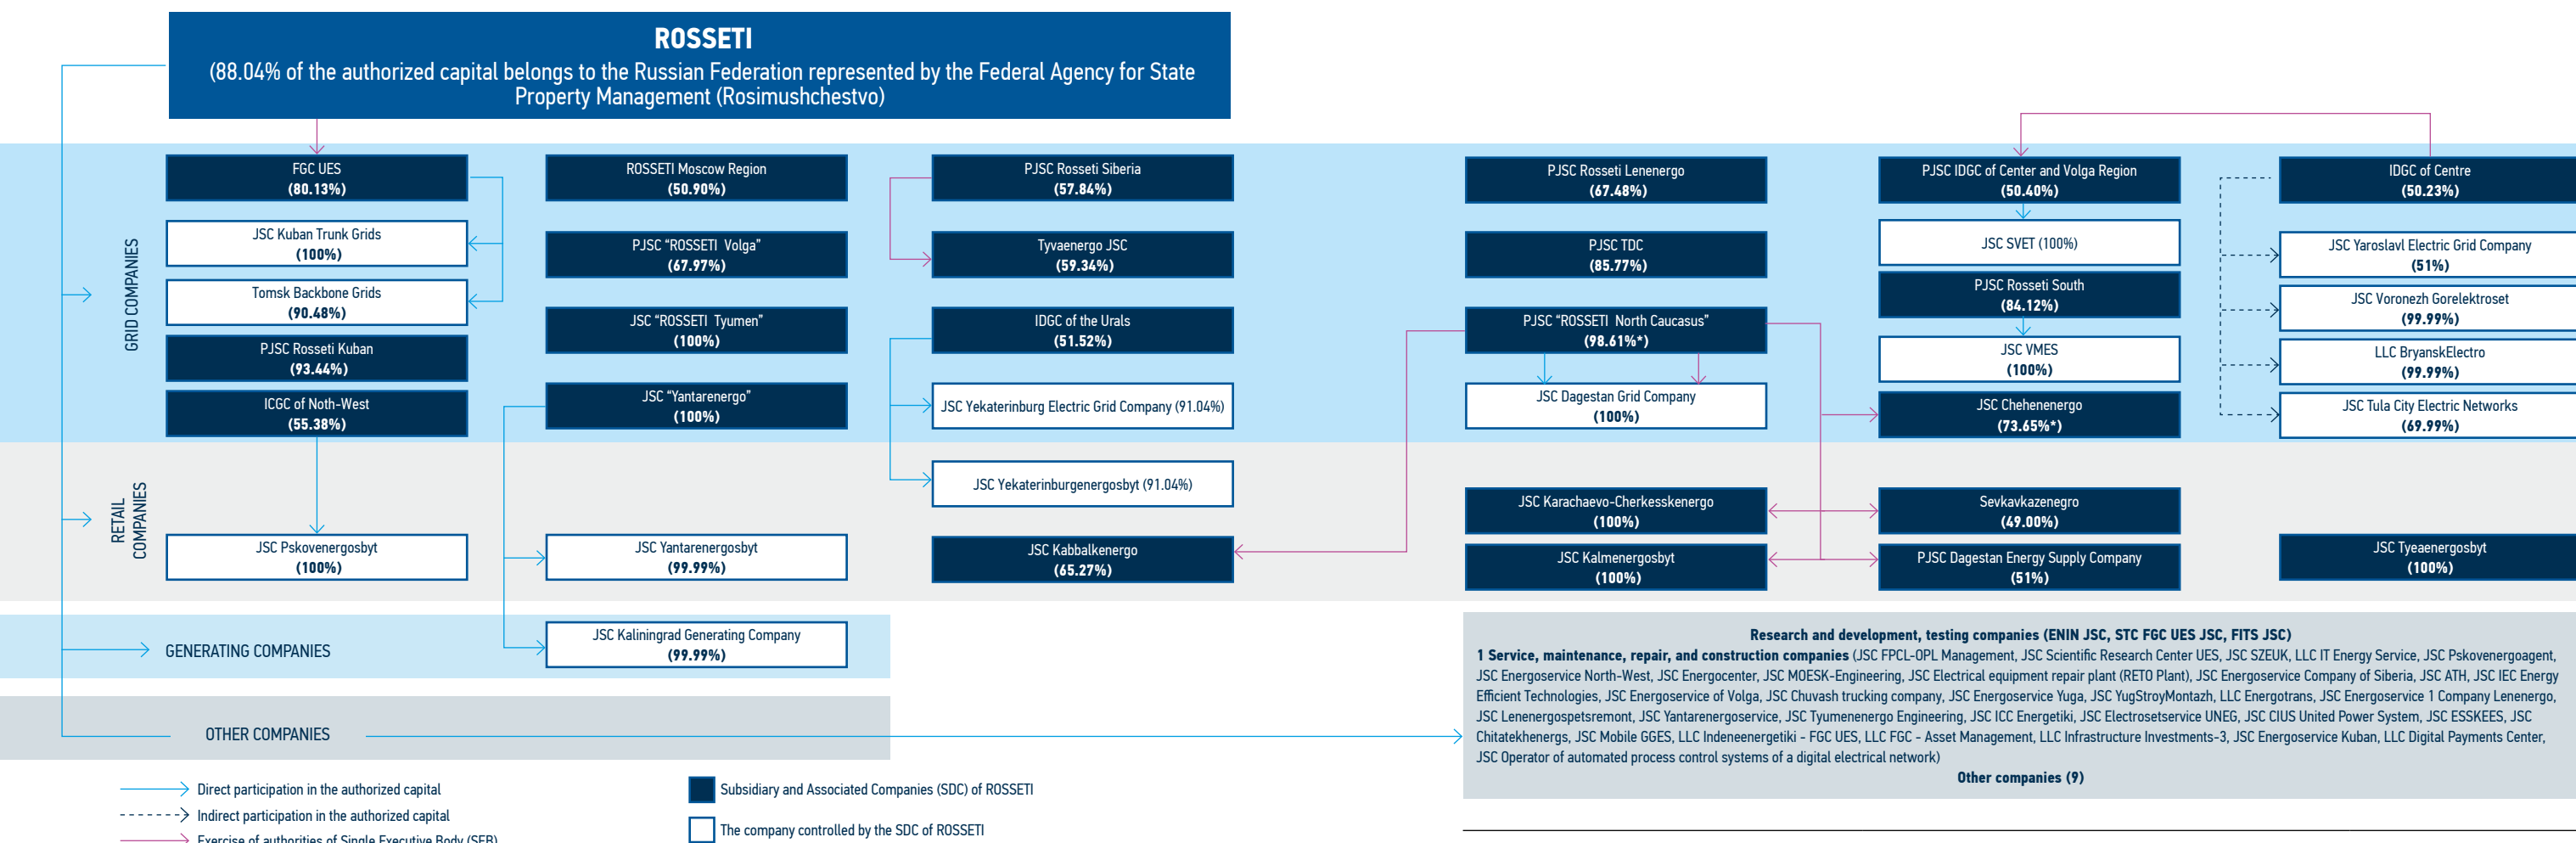 ROSSETI
(88.04% of the authorized capital belongs to the Russian Federation represented by the Federal Agency for State
Property Management (Rosimushchestvo)
GRID COMPANIES
FGC UES
(80.13%)
JSC Kuban Trunk Grids
(100%)
Tomsk Backbone Grids
(90.48%)
PJSC Rosseti Kuban
(93.44%)
ICGC of Noth-West
(55.38%)
ROSSETI Moscow Region
(50.90%)
PJSC “ROSSETI Volga”
(67.97%)
JSC “ROSSETI Tyumen”
(100%)
JSC “Yantarenergo”
(100%)
PJSC Rosseti Siberia
(57.84%)
Tyvaenergo JSC
(59.34%)
IDGC of the Urals
(51.52%)
JSC Yekaterinburg Electric Grid Company (91.04%)
PJSC Rosseti Lenenergo
(67.48%)
PJSC TDC
(85.77%)
PJSC “ROSSETI North Caucasus”
(98.61%*)
JSC Dagestan Grid Company
(100%)
PJSC IDGC of Center and Volga Region
(50.40%)
JSC SVET (100%)
PJSC Rosseti South
(84.12%)
JSC VMES
(100%)
JSC Chehenenergo
(73.65%*)
IDGC of Centre
(50.23%)
JSC Yaroslavl Electric Grid Company
(51%)
JSC Voronezh Gorelektroset
(99.99%)
LLC BryanskElectro
(99.99%)
JSC Tula City Electric Networks
(69.99%)
RETAIL
COMPANIES
JSC Pskovenergosbyt
(100%)
JSC Yantarenergosbyt
(99.99%)
JSC Yekaterinburgenergosbyt (91.04%)
JSC Kabbalkenergo
(65.27%)
JSC Karachaevo-Cherkesskenergo
(100%)
JSC Kalmenergosbyt
(100%)
Sevkavkazenegro
(49.00%)
PJSC Dagestan Energy Supply Company
(51%)
JSC Tyeaenergosbyt
(100%)
GENERATING COMPANIES
JSC Kaliningrad Generating Company
(99.99%)
OTHER COMPANIES
Research and development, testing companies (ENIN JSC, STC FGC UES JSC, FITS JSC)
1 Service, maintenance, repair, and construction companies (JSC FPCL-OPL Management, JSC Scientific Research Center UES, JSC SZEUK, LLC IT Energy Service, JSC Pskovenergoagent,
JSC Energoservice North-West, JSC Energocenter, JSC MOESK-Engineering, JSC Electrical equipment repair plant (RETO Plant), JSC Energoservice Company of Siberia, JSC ATH, JSC IEC Energy
Efficient Technologies, JSC Energoservice of Volga, JSC Chuvash trucking company, JSC Energoservice Yuga, JSC YugStroyMontazh, LLC Energotrans, JSC Energoservice 1 Company Lenenergo,
JSC Lenenergospetsremont, JSC Yantarenergoservice, JSC Tyumenenergo Engineering, JSC ICC Energetiki, JSC Electrosetservice UNEG, JSC CIUS United Power System, JSC ESSKEES, JSC
Chitatekhenergs, JSC Mobile GGES, LLC Indeneenergetiki - FGC UES, LLC FGC - Asset Management, LLC Infrastructure Investments-3, JSC Energoservice Kuban, LLC Digital Payments Center,
JSC Operator of automated process control systems of a digital electrical network)
Other companies (9)
Direct participation in the authorized capital
Indirect participation in the authorized capital
Exercise of authorities of Single Executive Body (SEB)
Subsidiary and Associated Companies (SDC) of ROSSETI
The company controlled by the SDC of ROSSETI